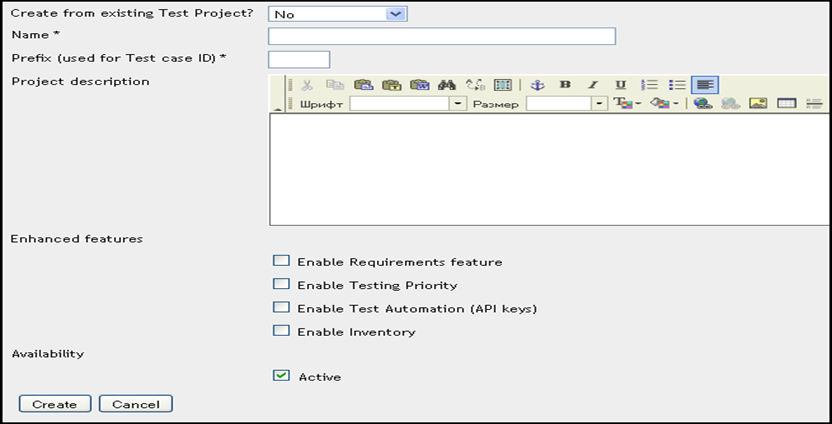 Create from existing Test Project? No
Name *
Prefix (used for Test case ID) *
Project description
B I U
Шрифт Размер
Enhanced features
Enable Requirements feature
Enable Testing Priority
Enable Test Automation (API keys)
Enable Inventory
Availability
Active
Create Cancel